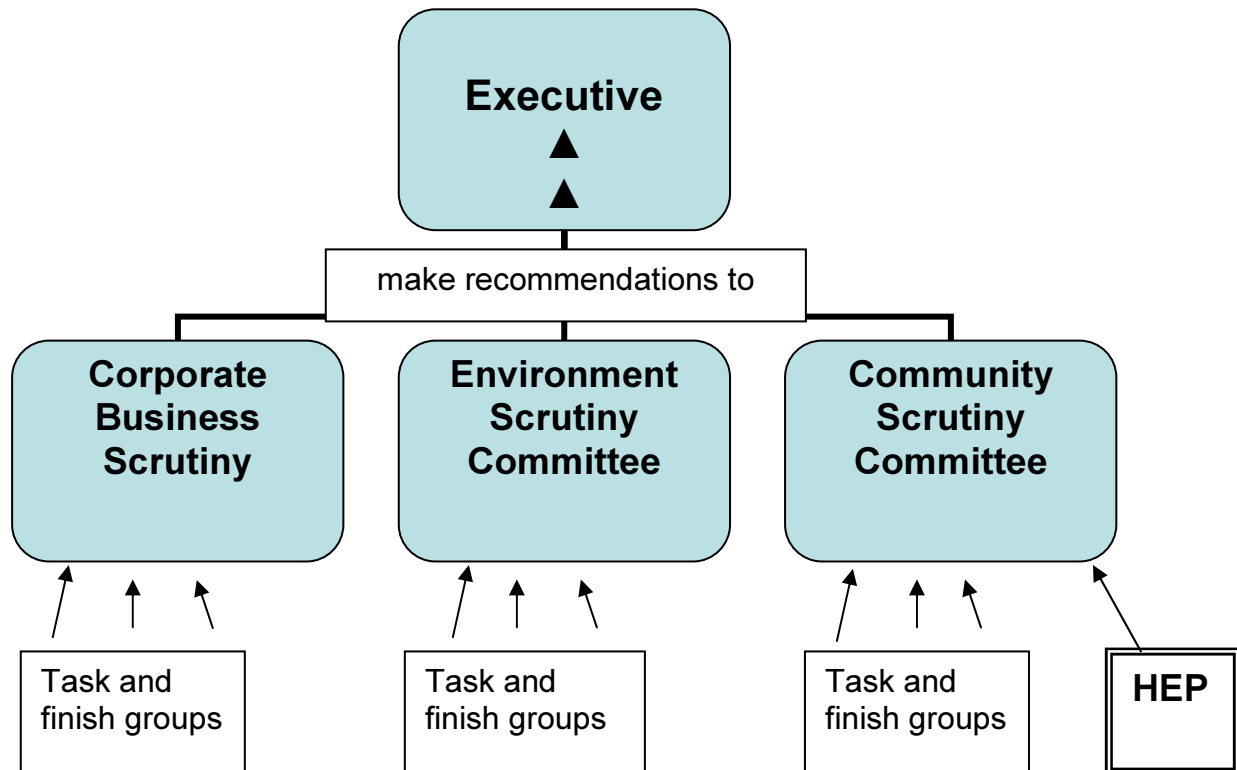 Executive
make recommendations to
Corporate
Business
Scrutiny
Environment
Scrutiny
Committee
Community
Scrutiny
Committee
Task and
finish groups
Task and
finish groups
Task and
finish groups
HEP